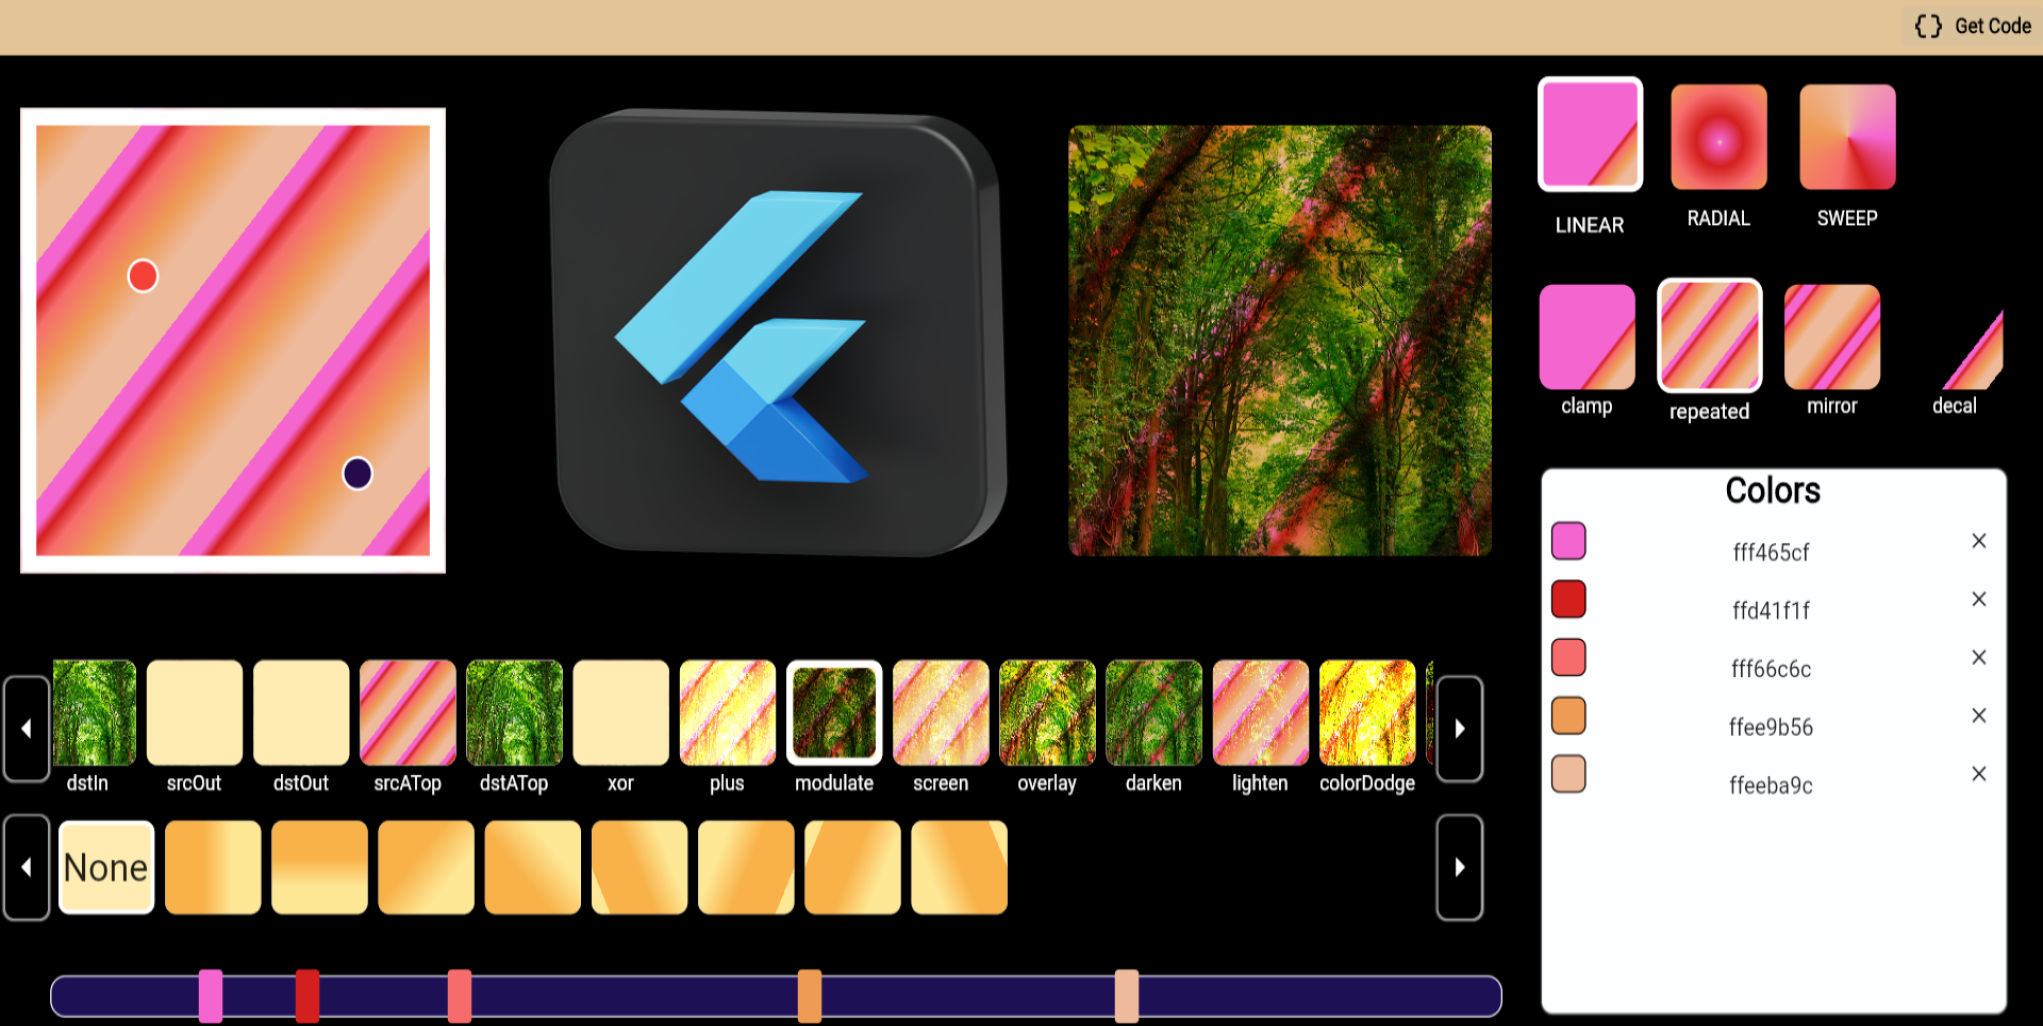 Get Code
LINEAR
RADIAL
SWEEP
clamp
repeated
mirror
decal
Colors
fff465cf
ffd41f1f
fff66c6c
ffee9b56
ffeeba9c
dstIn
srcOut
dstOut
srcATop
dstATop
xor
plus
modulate
screen
overlay
darken
lighten
colorDodge
None